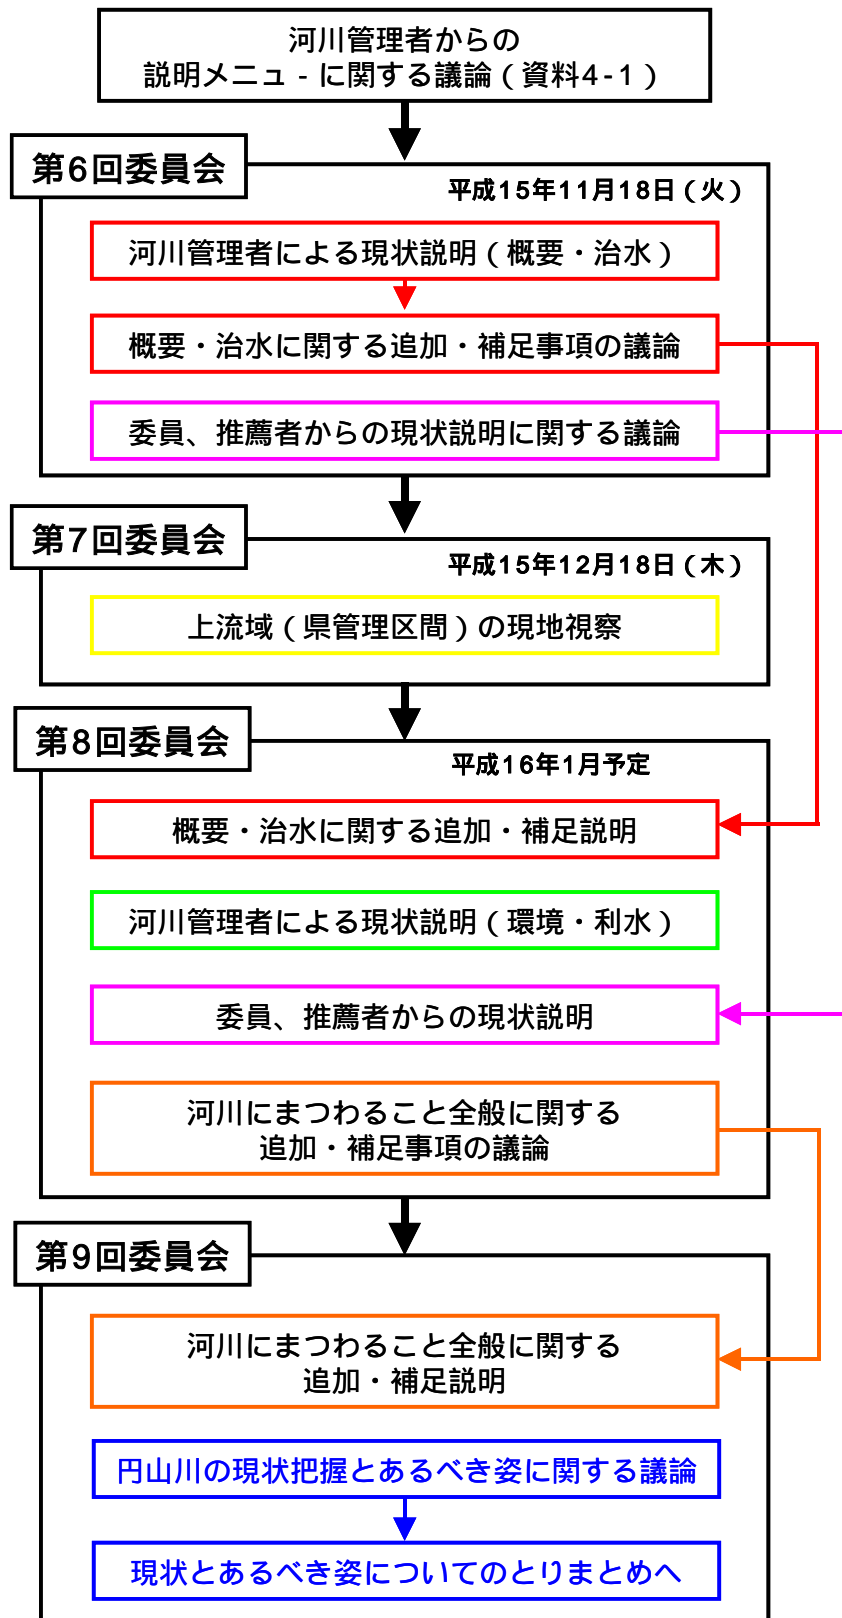 河川管理者からの
説明メニュ-に関する議論（資料4-1）
第6回委員会
平成15年11月18日（火）
河川管理者による現状説明（概要・治水）
概要・治水に関する追加・補足事項の議論
委員、推薦者からの現状説明に関する議論
第7回委員会
平成15年12月18日（木）
上流域（県管理区間）の現地視察
第8回委員会
平成16年1月予定
概要・治水に関する追加・補足説明
河川管理者による現状説明（環境・利水）
委員、推薦者からの現状説明
河川にまつわること全般に関する
追加・補足事項の議論
第9回委員会
河川にまつわること全般に関する
追加・補足説明
円山川の現状把握とあるべき姿に関する議論
現状とあるべき姿についてのとりまとめへ